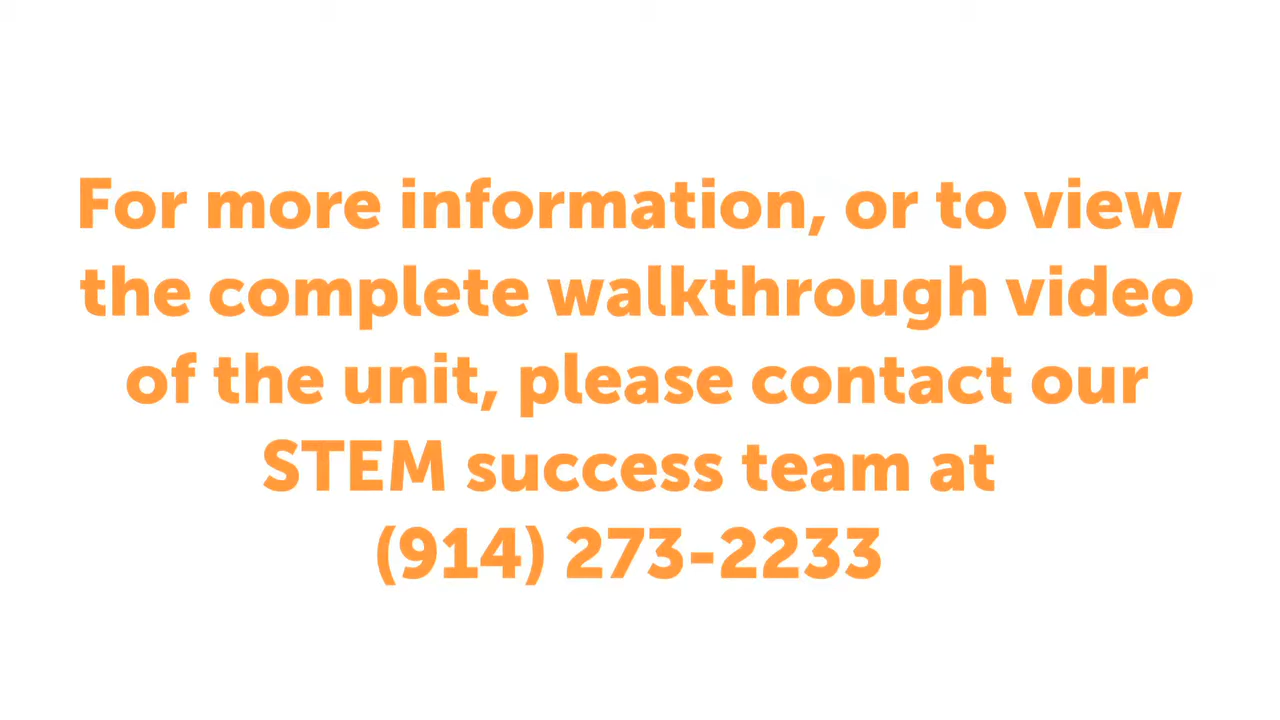 For more information, or to view
the complete walkthrough video
of the unit, please contact our
STEM success team at
(914) 273-2233